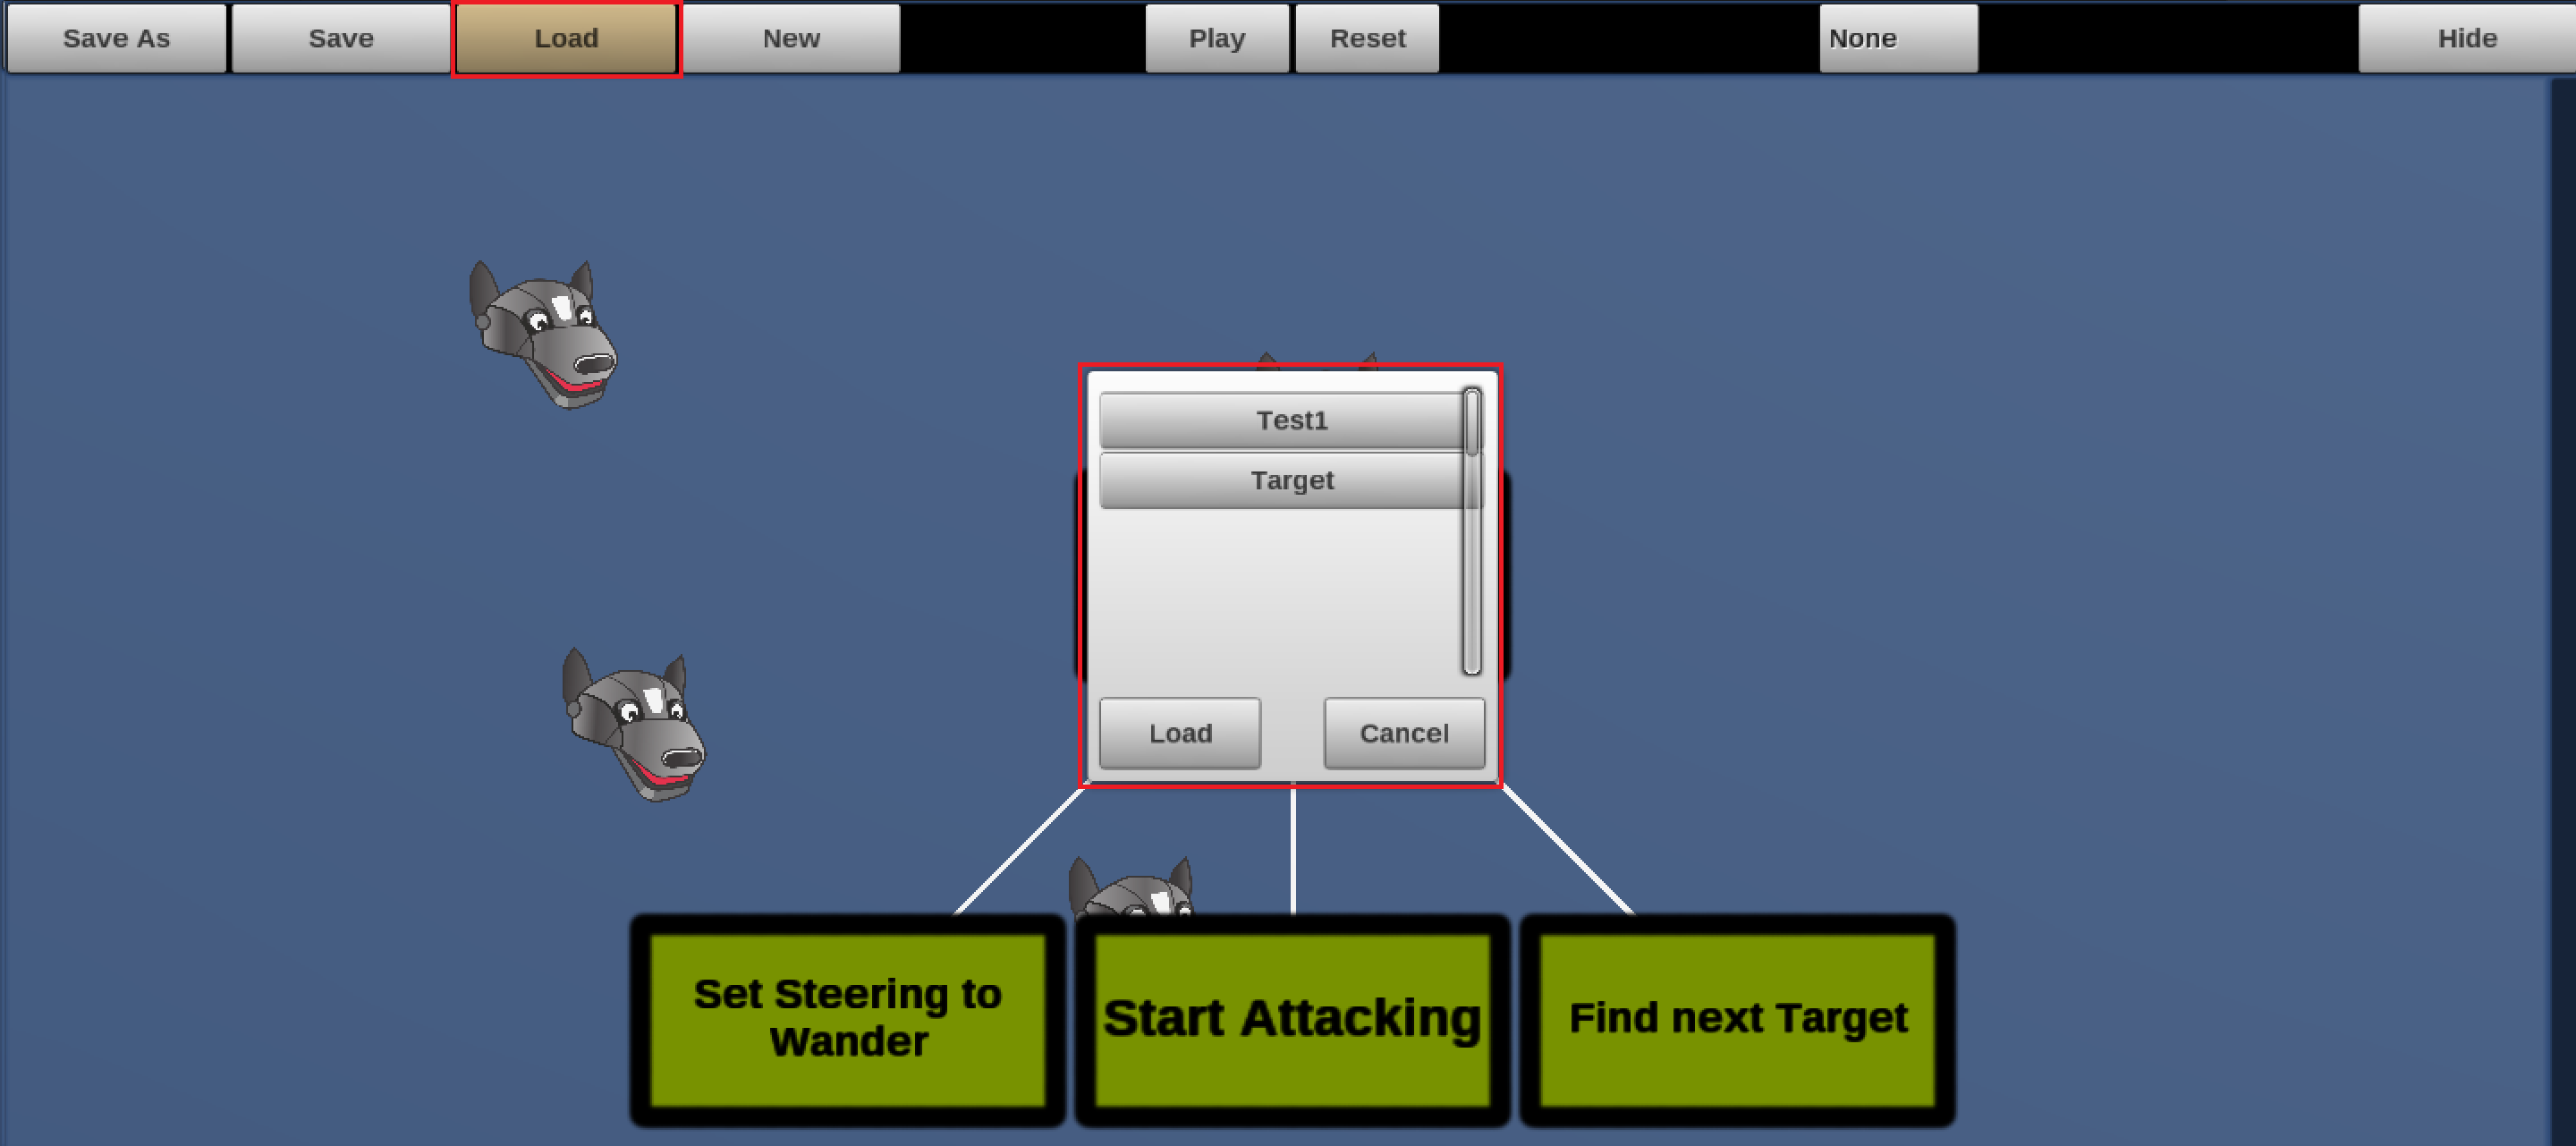 Save As
Save
Load
New
Play
Reset
None
Hide
Test1
Target
Load
Cancel
Set Steering to
Wander
Start Attacking
Find next Target